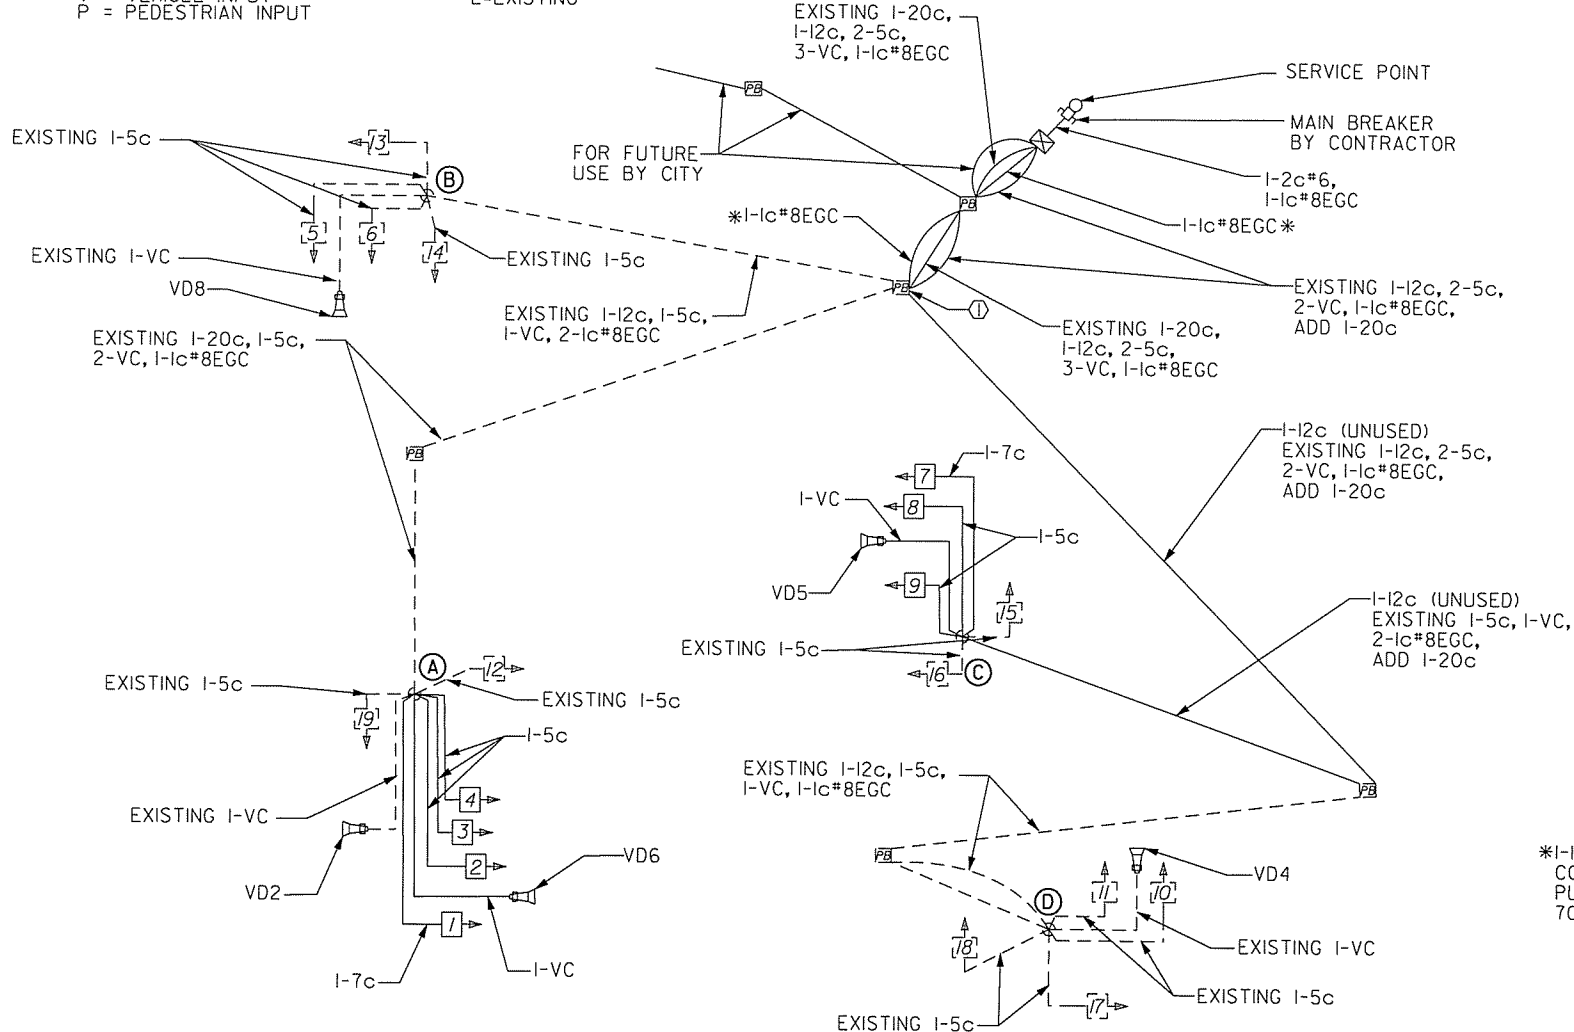 P = PEDESTRIAN INPUT
E=EXISTING
EXISTING 1-20c,
1-12c, 2-5c,
3-VC, 1-1c#8EGC
PB
SERVICE POINT
MAIN BREAKER
BY CONTRACTOR
EXISTING 1-5c
13
B
FOR FUTURE
USE BY CITY
1-2c#6,
1-1c#8EGC
PB
*1-1c#8EGC
1-1c#8EGC*
5
6
14
EXISTING 1-VC
EXISTING 1-5c
VD8
PB
1
EXISTING 1-12c, 2-5c,
2-VC, 1-1c#8EGC,
ADD 1-20c
EXISTING 1-12c, 1-5c,
1-VC, 2-1c#8EGC
EXISTING 1-20c,
1-12c, 2-5c,
3-VC, 1-1c#8EGC
EXISTING 1-20c, 1-5c,
2-VC, 1-1c#8EGC
PB
1-12c (UNUSED)
EXISTING 1-12c, 2-5c,
2-VC, 1-1c#8EGC,
ADD 1-20c
7
1-7c
1-VC
8
1-5c
VD5
9
15
1-12c (UNUSED)
EXISTING 1-5c, 1-VC,
2-1c#8EGC,
ADD 1-20c
EXISTING 1-5c
16
C
A
12
EXISTING 1-5c
EXISTING 1-5c
19
1-5c
EXISTING 1-VC
4
3
2
VD2
VD6
1
1-7c
1-VC
EXISTING 1-12c, 1-5c,
1-VC, 1-1c#8EGC
PB
PB
VD4
11
10
D
18
EXISTING 1-VC
17
EXISTING 1-5c
EXISTING 1-5c
*1-1
CO
PU
70